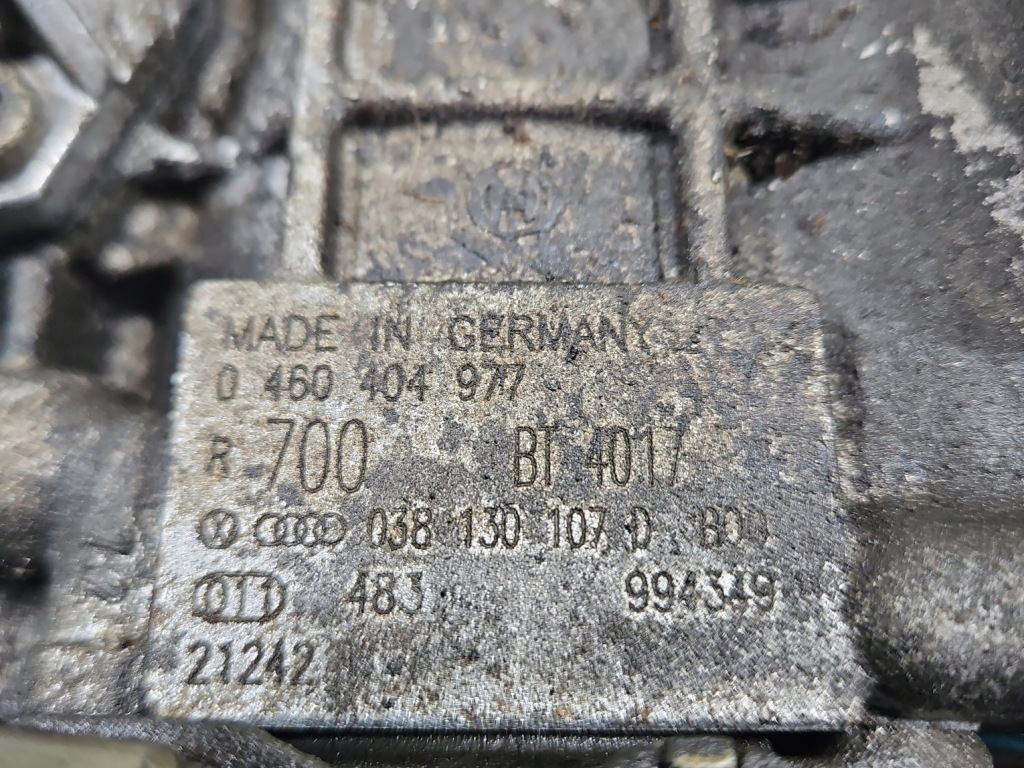 MADE IN GERMANY
0 460 404 977
R 700 BT 4017
038 130 107 D
483 994349
21242